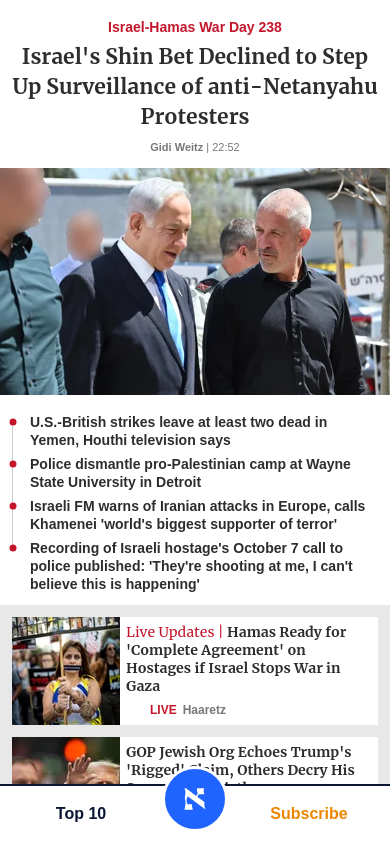 Israel-Hamas War Day 238
Israel's Shin Bet Declined to Step
Up Surveillance of anti-Netanyahu
Protesters
Gidi Weitz | 22:52
U.S.-British strikes leave at least two dead in
Yemen, Houthi television says
Police dismantle pro-Palestinian camp at Wayne
State University in Detroit
Israeli FM warns of Iranian attacks in Europe, calls
Khamenei 'world's biggest supporter of terror'
Recording of Israeli hostage's October 7 call to
police published: 'They're shooting at me, I can't
believe this is happening'
Live Updates | Hamas Ready for
'Complete Agreement' on
Hostages if Israel Stops War in
Gaza
LIVE Haaretz
GOP Jewish Org Echoes Trump's
'Rigged' Claim, Others Decry His
Top 10
Subscribe